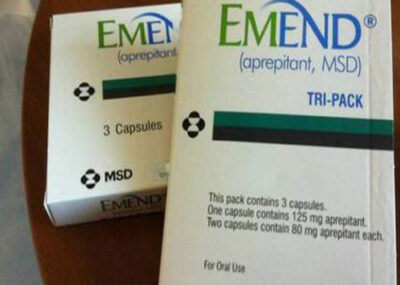 EMEND
(aprepitant
3 Capsules
MSD
EMEND
EMEND®
(aprepitant, MSD)
TRI-PACK
This pack contains 3 capsules.
One capsule contains 125 mg aprepitant.
Two capsules contain 80 mg aprepitant each.
For Oral Use